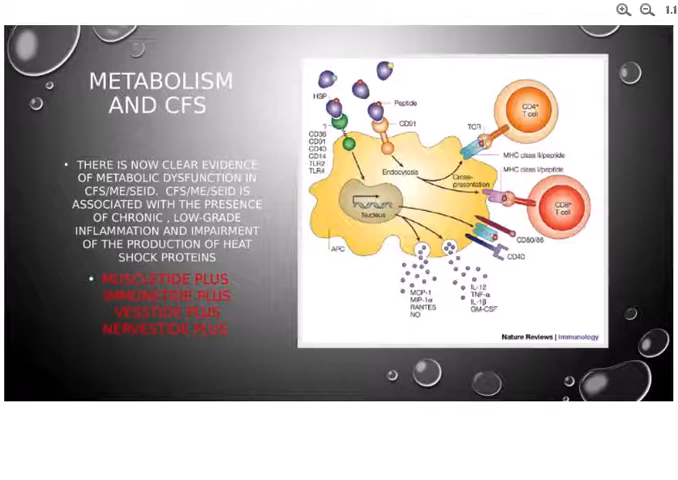 1.1
METABOLISM
AND CFS
• THERE IS NOW CLEAR EVIDENCE
OF METABOLIC DYSFUNCTION IN
CFS/ME/SEID. CFS/ME/SEID IS
ASSOCIATED WITH THE PRESENCE
OF CHRONIC , LOW-GRADE
INFLAMMATION AND IMPAIRMENT
OF THE PRODUCTION OF HEAT
SHOCK PROTEINS
• MUSCLETIDE PLUS
IMMUNETIDE PLUS
VESSTIDE PLUS
NERVESTIDE PLUS
HSP
Peptide
?
CD36
CD91
CD40
CD14
TLR2
TLR4
CD91
Endocytosis
TCR
CD4+
T cell
MHC class II/peptide
MHC class I/peptide
Cross-
presentation
CD8+
T cell
Nucleus
APC
CD80/86
CD40
MCP-1
MIP-1α
RANTES
NO
IL-12
TNF-α
IL-1β
GM-CSF
Nature Reviews | Immunology